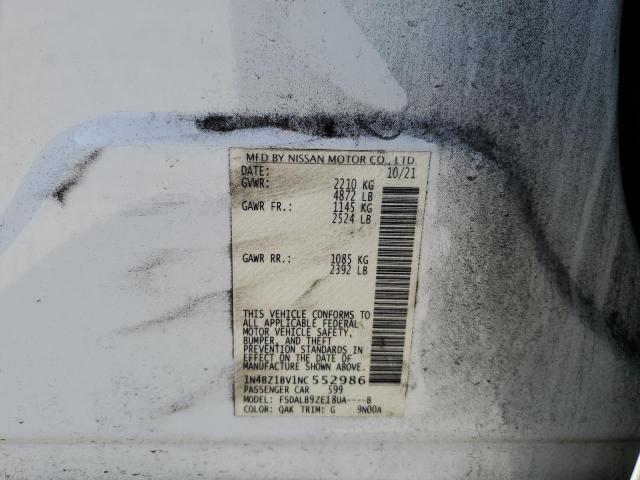 MFD BY NISSAN MOTOR CO., LTD
DATE: 10/21
GVWR: 2210 KG
4872 LB
GAWR FR.: 1145 KG
2524 LB
GAWR RR.: 1085 KG
2392 LB
THIS VEHICLE CONFORMS TO
ALL APPLICABLE FEDERAL
MOTOR VEHICLE SAFETY,
BUMPER, AND THEFT
PREVENTION STANDARDS IN
EFFECT ON THE DATE OF
MANUFACTURE SHOWN ABOVE.
1N4BZ1BV1NC 552986
PASSENGER CAR 599
MODEL: FSDALB9ZE18UA----B
COLOR: QAK TRIM: G 9N00A